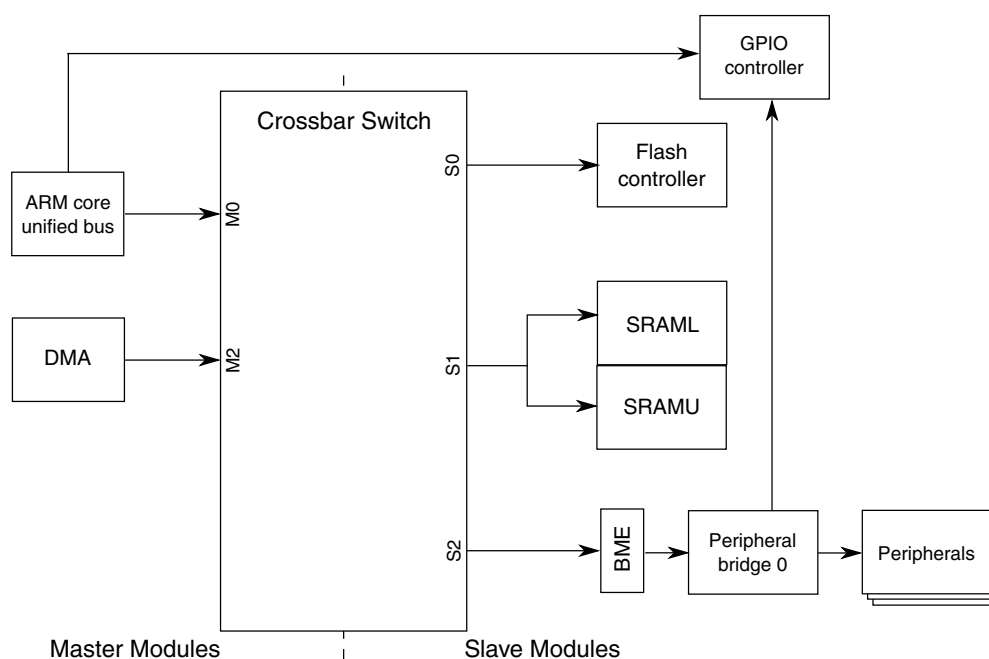 GPIO
controller
Crossbar Switch
S0
Flash
controller
ARM core
unified bus
M0
SRAML
DMA
M2
S1
SRAMU
S2
BME
Peripheral
bridge 0
Peripherals
Master Modules
Slave Modules